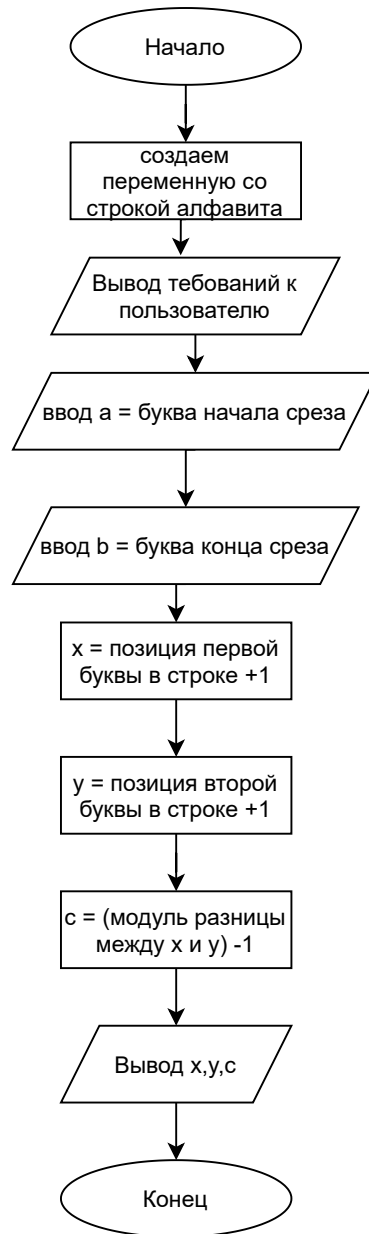 Начало
создаем
переменную со
строкой алфавита
Вывод тебований к
пользователю
ввод a = буква начала среза
ввод b = буква конца среза
x = позиция первой
буквы в строке +1
y = позиция второй
буквы в строке +1
c = (модуль разницы
между x и y) -1
Вывод x,y,c
Конец